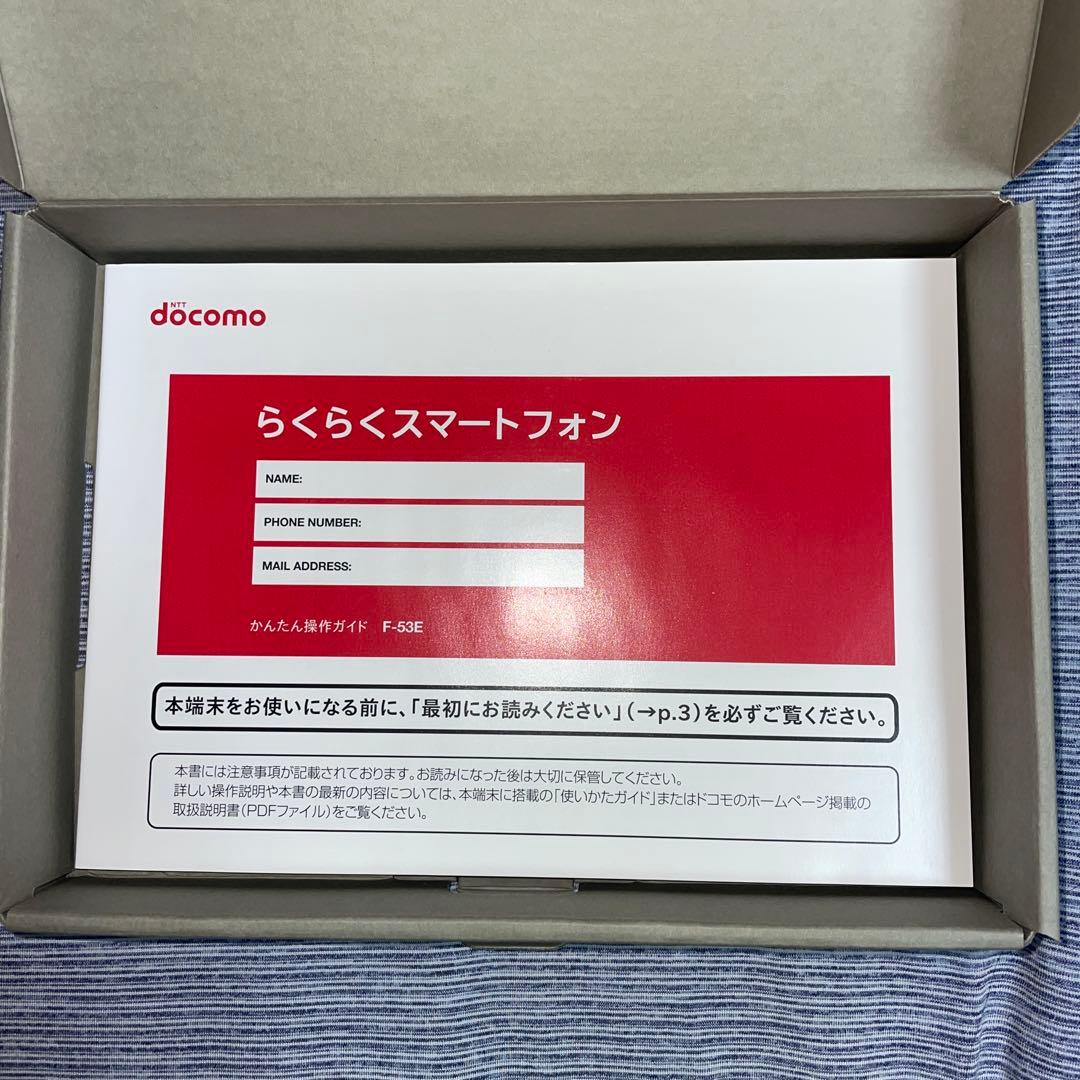 NTT
docomo
らくらくスマートフォン
NAME:
PHONE NUMBER:
MAIL ADDRESS:
かんたん操作ガイド F-53E
本端末をお使いになる前に、「最初にお読みください」(→p.3)を必ずご覧ください。
本書には注意事項が記載されております。お読みになった後は大切に保管してください。
詳しい操作説明や本書の最新の内容については、本端末に搭載の「使いかたガイド」またはドコモのホームページ掲載の
取扱説明書(PDFファイル)をご覧ください。